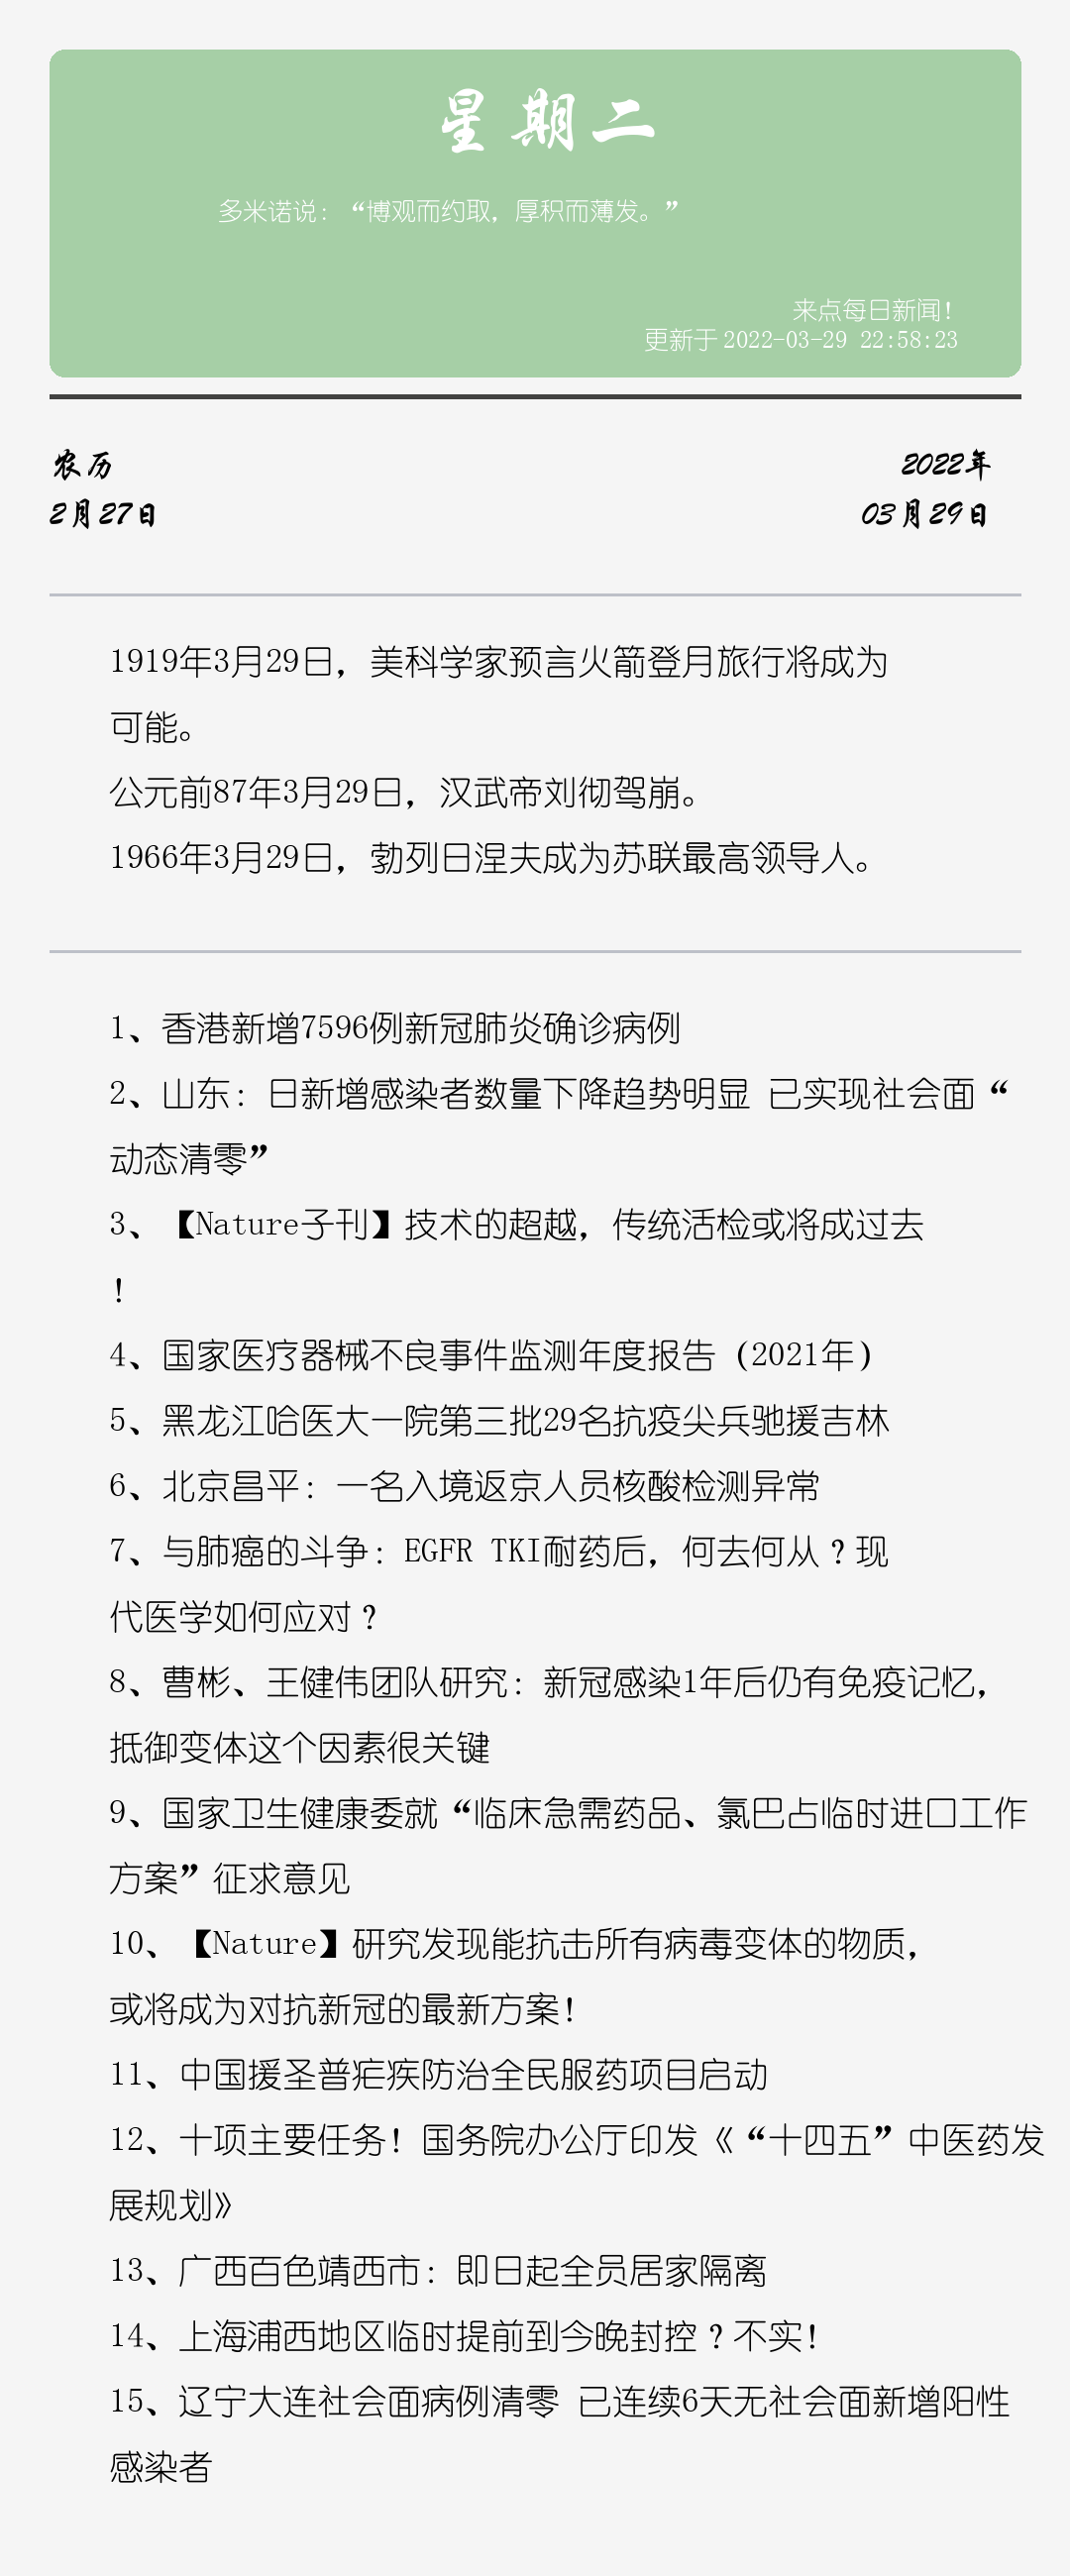 星期二
多米诺说：“博观而约取，厚积而薄发。”
来点每日新闻！
更新于 2022-03-29 22:58:23
农历
2022年
2月27日
03月29日
1919年3月29日，美科学家预言火箭登月旅行将成为
可能。
公元前87年3月29日，汉武帝刘彻驾崩。
1966年3月29日，勃列日涅夫成为苏联最高领导人。
1、香港新增7596例新冠肺炎确诊病例
2、山东：日新增感染者数量下降趋势明显 已实现社会面“
动态清零”
3、【Nature子刊】技术的超越，传统活检或将成过去
！
4、国家医疗器械不良事件监测年度报告（2021年）
5、黑龙江哈医大一院第三批29名抗疫尖兵驰援吉林
6、北京昌平：一名入境返京人员核酸检测异常
7、与肺癌的斗争：EGFR TKI耐药后，何去何从？现
代医学如何应对？
8、曹彬、王健伟团队研究：新冠感染1年后仍有免疫记忆，
抵御变体这个因素很关键
9、国家卫生健康委就“临床急需药品、氯巴占临时进口工作
方案”征求意见
10、【Nature】研究发现能抗击所有病毒变体的物质，
或将成为对抗新冠的最新方案！
11、中国援圣普疟疾防治全民服药项目启动
12、十项主要任务！国务院办公厅印发《“十四五”中医药发
展规划》
13、广西百色靖西市：即日起全员居家隔离
14、上海浦西地区临时提前到今晚封控？不实！
15、辽宁大连社会面病例清零 已连续6天无社会面新增阳性
感染者